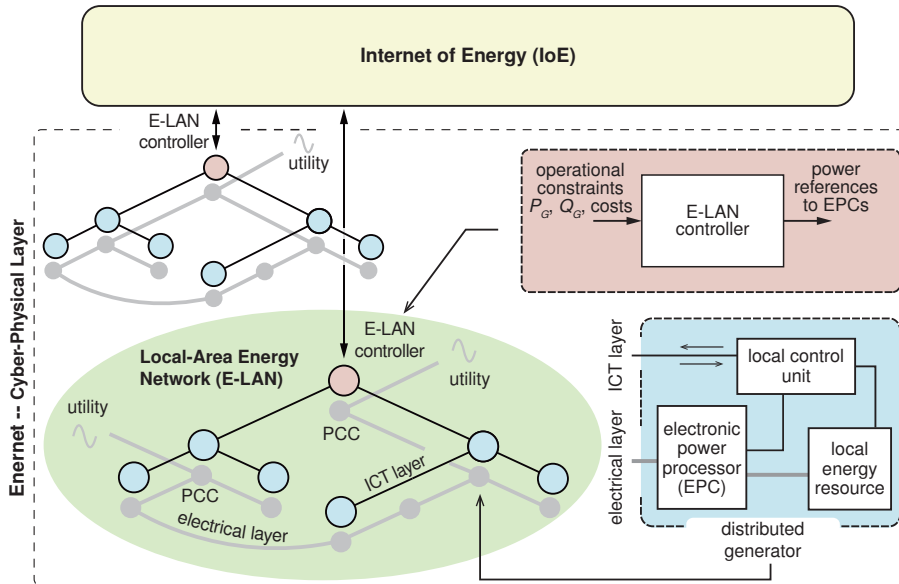 Internet of Energy (IoE)
E-LAN
controller
utility
Enernet -- Cyber-Physical Layer
operational
constraints
P_G, Q_G, costs
E-LAN
controller
power
references
to EPCs
E-LAN
controller
Local-Area Energy
Network (E-LAN)
utility
utility
PCC
PCC
ICT layer
electrical layer
ICT layer
electrical layer
local control
unit
electronic
power
processor
(EPC)
local
energy
resource
distributed
generator